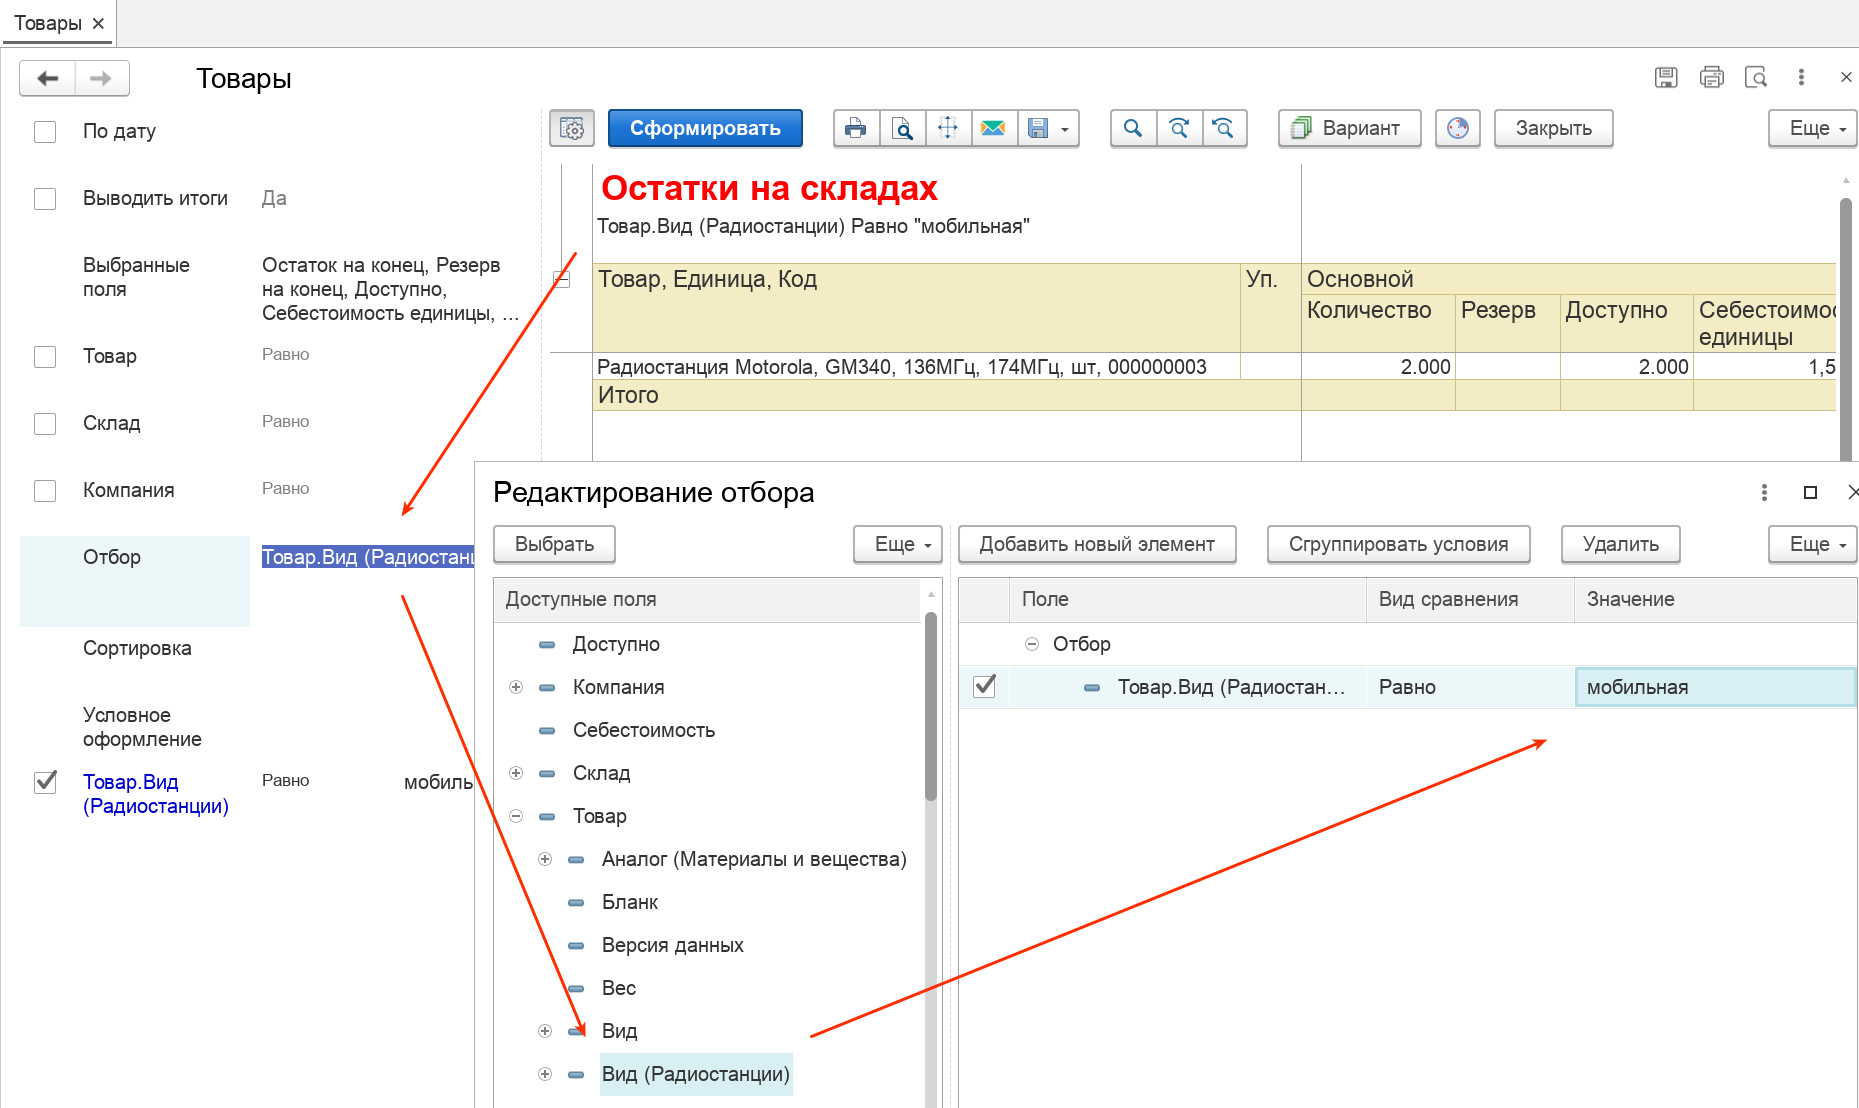 Товары
Товары
По дату
Выводить итоги Да
Выбранные поля
Остаток на конец, Резерв
на конец, Доступно,
Себестоимость единицы, ...
Товар Равно
Склад Равно
Компания Равно
Отбор
Товар.Вид (Радиостанц
Сортировка
Условное
оформление
Товар.Вид
(Радиостанции)
Равно мобиль
Сформировать Вариант Закрыть Еще
Остатки на складах
Товар.Вид (Радиостанции) Равно "мобильная"
Товар, Единица, Код Уп. Основной
Количество Резерв Доступно Себестоимос
единицы
Радиостанция Motorola, GM340, 136МГц, 174МГц, шт, 000000003 2.000 2.000 1,5
Итого
Редактирование отбора
Выбрать Еще Добавить новый элемент Сгруппировать условия Удалить Еще
Доступные поля
Доступно
Компания
Себестоимость
Склад
Товар
Аналог (Материалы и вещества)
Бланк
Версия данных
Вес
Вид
Вид (Радиостанции)
Поле Вид сравнения Значение
Отбор
Товар.Вид (Радиостан... Равно мобильная